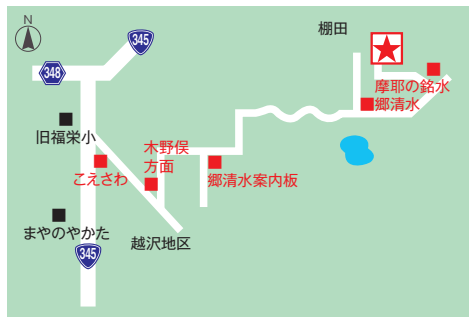 N
345
棚田
348
摩耶の銘水
郷清水
旧福栄小
木野俣
方面
こえさわ
郷清水案内板
まやのやかた
越沢地区
345